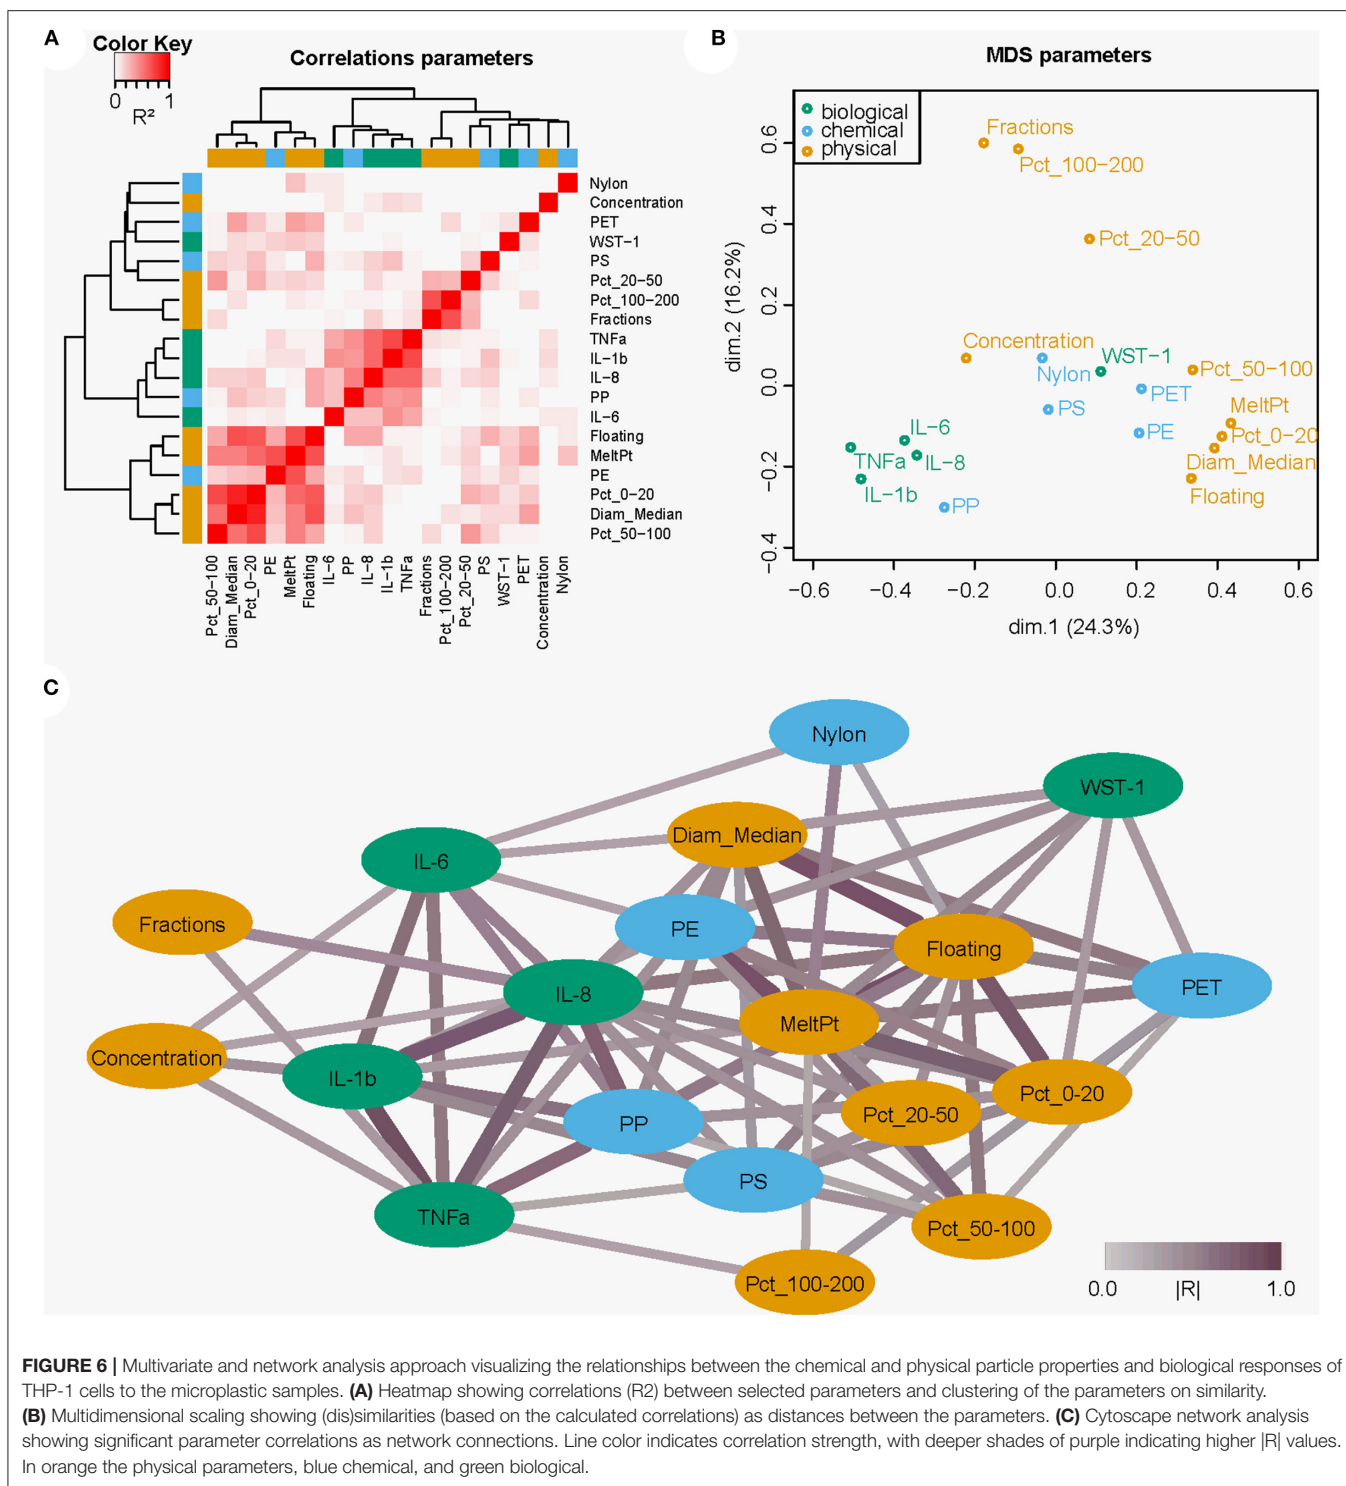 A
Color Key
0 1
R²
Correlations parameters
Nylon
Concentration
PET
WST−1
PS
Pct_20−50
Pct_100−200
Fractions
TNFa
IL−1b
IL−8
PP
IL−6
Floating
MeltPt
PE
Pct_0−20
Diam_Median
Pct_50−100
Pct_50−100
Diam_Median
Pct_0−20
PE
MeltPt
Floating
IL−6
PP
IL−8
IL−1b
TNFa
Fractions
Pct_100−200
Pct_20−50
PS
WST−1
PET
Concentration
Nylon
B
MDS parameters
biological
chemical
physical
dim.2 (16.2%)
0.6
0.4
0.2
0.0
−0.2
−0.4
Fractions
Pct_100−200
Pct_20−50
Concentration
WST−1
Nylon
Pct_50−100
PET
PS
MeltPt
IL−6
PE
Pct_0−20
TNFa
IL−8
Diam_Median
IL−1b
PP
Floating
−0.6 −0.4 −0.2 0.0 0.2 0.4 0.6
dim.1 (24.3%)
C
Nylon
WST-1
Diam_Median
IL-6
Fractions
PE
Floating
PET
IL-8
MeltPt
Concentration
IL-1b
Pct_0-20
Pct_20-50
PP
PS
TNFa
Pct_50-100
Pct_100-200
0.0 |R| 1.0
FIGURE 6 | Multivariate and network analysis approach visualizing the relationships between the chemical and physical particle properties and biological responses of
THP-1 cells to the microplastic samples. (A) Heatmap showing correlations (R2) between selected parameters and clustering of the parameters on similarity.
(B) Multidimensional scaling showing (dis)similarities (based on the calculated correlations) as distances between the parameters. (C) Cytoscape network analysis
showing significant parameter correlations as network connections. Line color indicates correlation strength, with deeper shades of purple indicating higher |R| values.
In orange the physical parameters, blue chemical, and green biological.